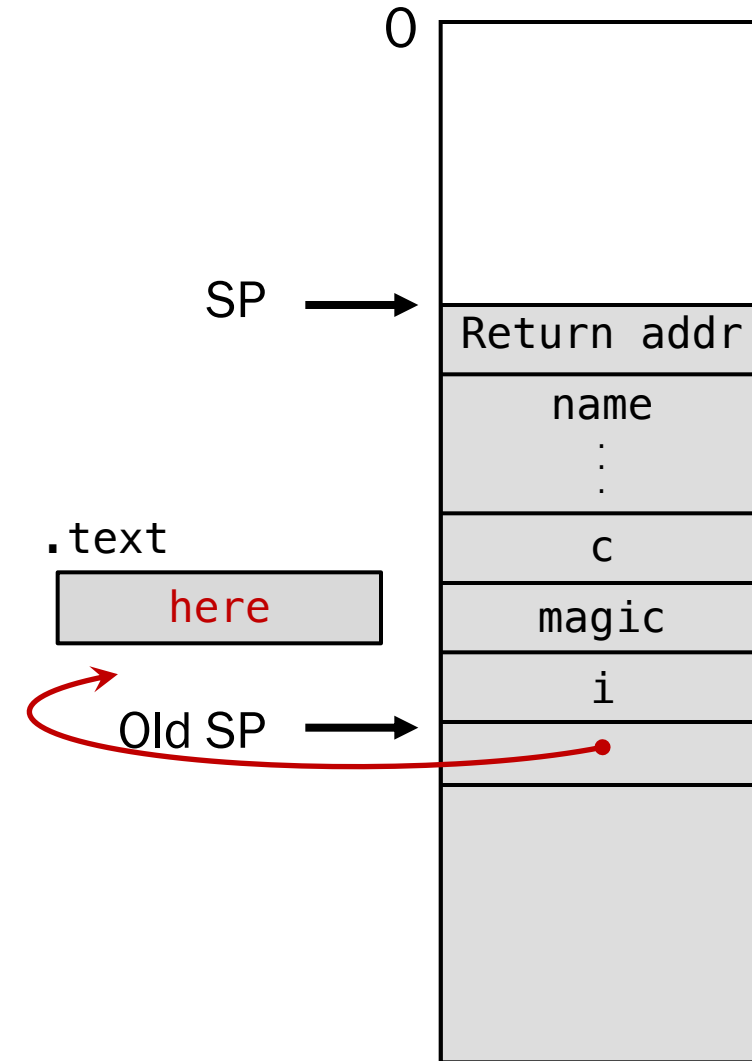 0
SP
Return addr
name
.
.
.
.text
c
here
magic
i
Old SP